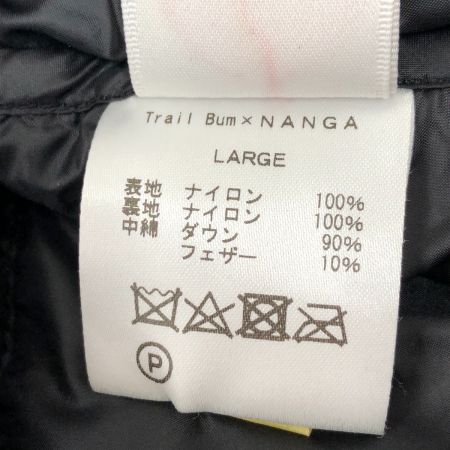 Trail Bum × NANGA
LARGE
表地 ナイロン 100%
裏地 ナイロン 100%
中綿 ダウン 90%
フェザー 10%
P